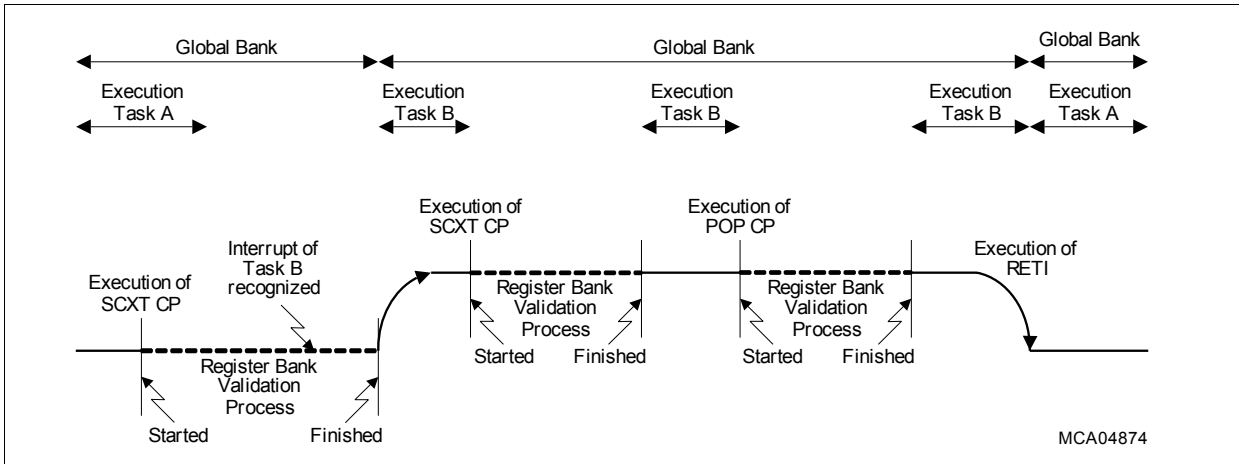 Global Bank
Global Bank
Global Bank
Execution
Task A
Execution
Task B
Execution
Task B
Execution
Task B
Execution
Task A
Execution of
SCXT CP
Interrupt of
Task B
recognized
Register Bank
Validation
Process
Started
Finished
Execution of
SCXT CP
Register Bank
Validation
Process
Started
Finished
Execution of
POP CP
Register Bank
Validation
Process
Started
Finished
Execution of
RETI
MCA04874